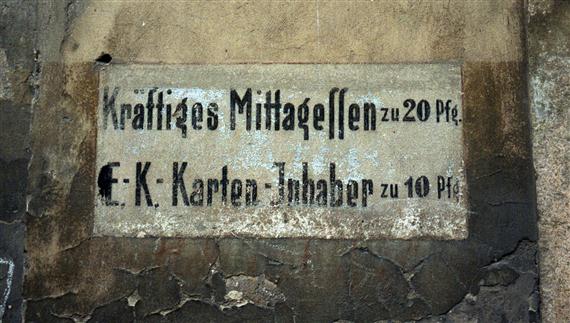 Kräftiges Mittagessen zu 20 Pfg.
E.-K.-Karten-Inhaber zu 10 Pfg